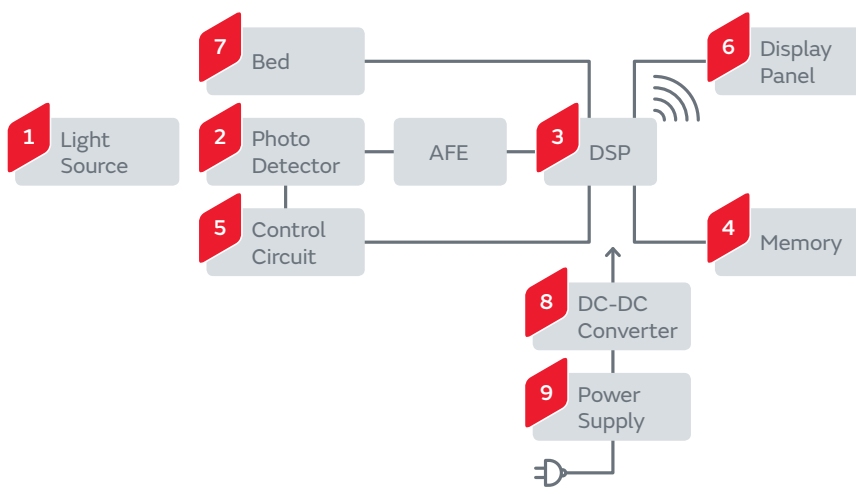 7
Bed
6
Display
Panel
1
Light
Source
2
Photo
Detector
AFE
3
DSP
5
Control
Circuit
4
Memory
8
DC-DC
Converter
9
Power
Supply